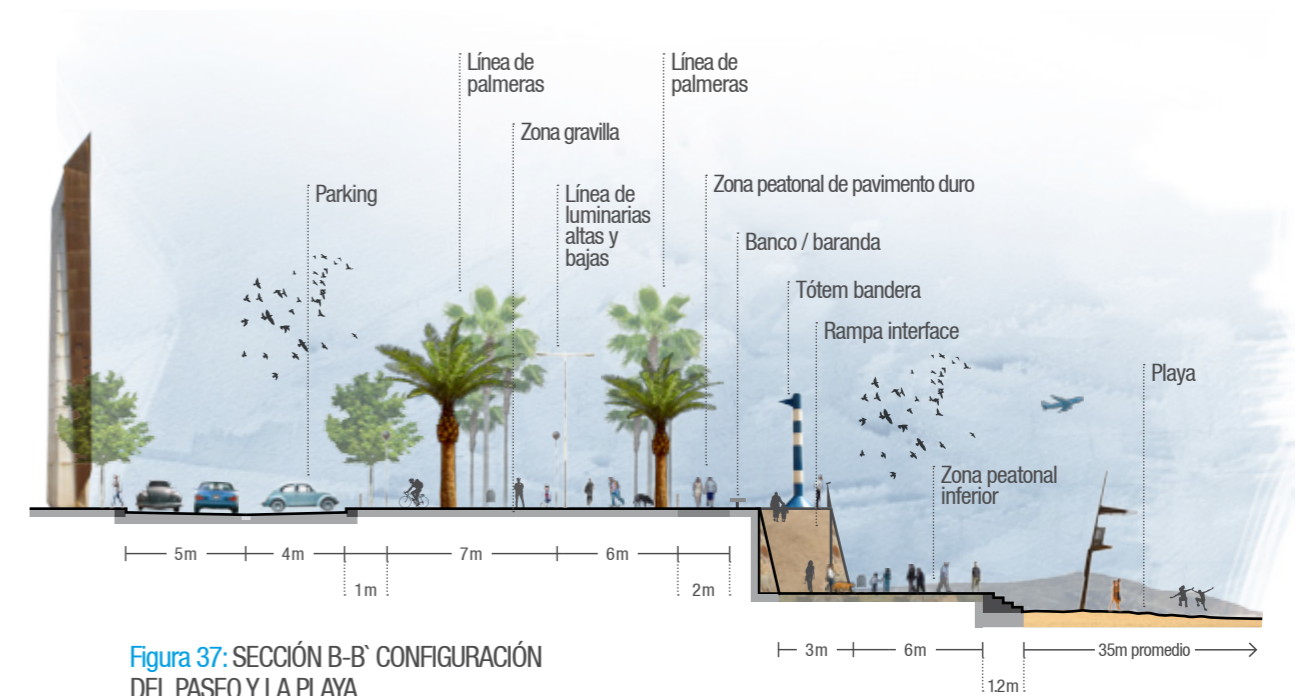 Línea de
palmeras
Línea de
palmeras
Zona gravilla
Parking
Línea de
luminarias
altas y
bajas
Zona peatonal de pavimento duro
Banco / baranda
Tótem bandera
Rampa interface
Playa
Zona peatonal
inferior
5m
4m
1m
7m
6m
2m
3m
6m
1.2m
35m promedio
Figura 37: SECCIÓN B-B` CONFIGURACIÓN
DEL PASEO Y LA PLAYA